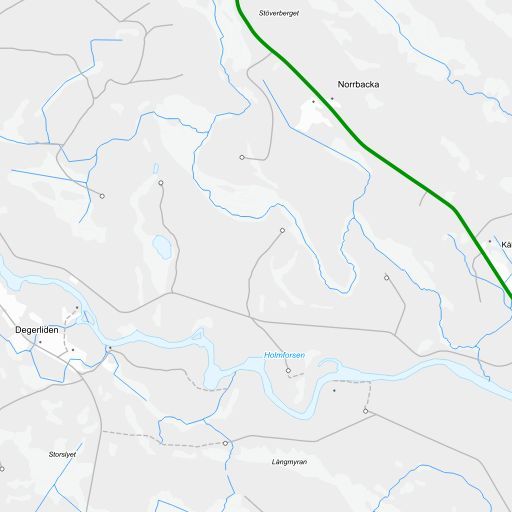 Stöverberget
Norrbacka
Degerliden
Holmforsen
Storslyet
Långmyran